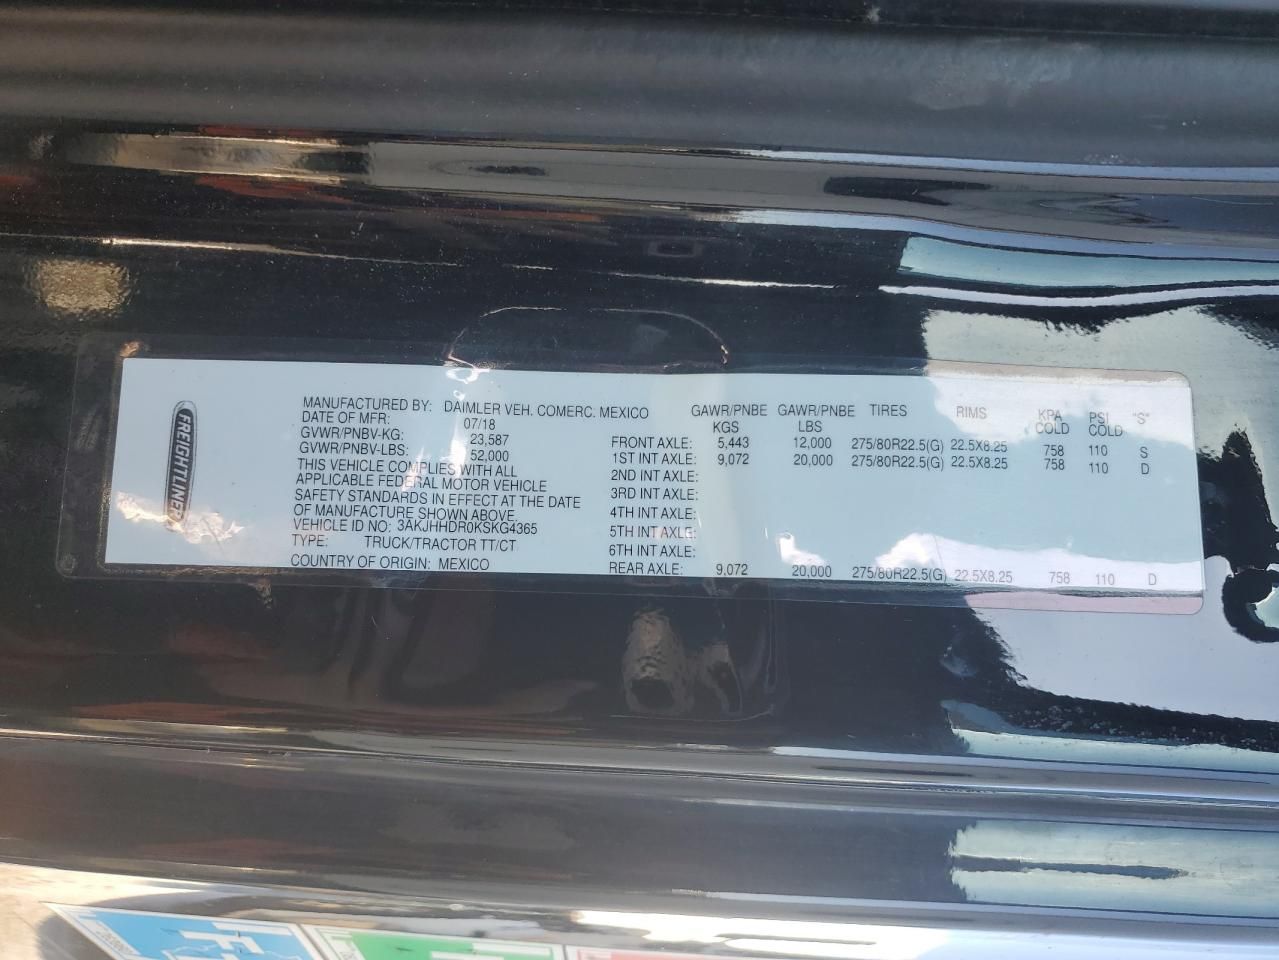 FREIGHTLINER
MANUFACTURED BY: DAIMLER VEH. COMERC. MEXICO
DATE OF MFR: 07/18
GVWR/PNBV-KG: 23,587
GVWR/PNBV-LBS: 52,000
THIS VEHICLE COMPLIES WITH ALL
APPLICABLE FEDERAL MOTOR VEHICLE
SAFETY STANDARDS IN EFFECT AT THE DATE
OF MANUFACTURE SHOWN ABOVE.
VEHICLE ID NO: 3AKJHHDR0KSKG4365
TYPE: TRUCK/TRACTOR TT/CT
COUNTRY OF ORIGIN: MEXICO
GAWR/PNBE GAWR/PNBE TIRES RIMS KPA PSI "S"
KGS LBS COLD COLD
FRONT AXLE: 5,443 12,000 275/80R22.5(G) 22.5X8.25 758 110 S
1ST INT AXLE: 9,072 20,000 275/80R22.5(G) 22.5X8.25 758 110 D
2ND INT AXLE:
3RD INT AXLE:
4TH INT AXLE:
5TH INT AXLE:
6TH INT AXLE:
REAR AXLE: 9,072 20,000 275/80R22.5(G) 22.5X8.25 758 110 D